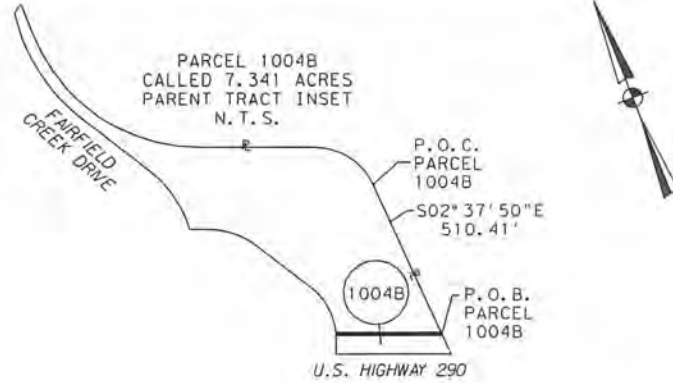 PARCEL 1004B
CALLED 7.341 ACRES
PARENT TRACT INSET
N.T.S.
FAIRFIELD
CREEK DRIVE
P.O.C.
PARCEL
1004B
S02°37'50"E
510.41'
1004B
P.O.B.
PARCEL
1004B
U.S. HIGHWAY 290